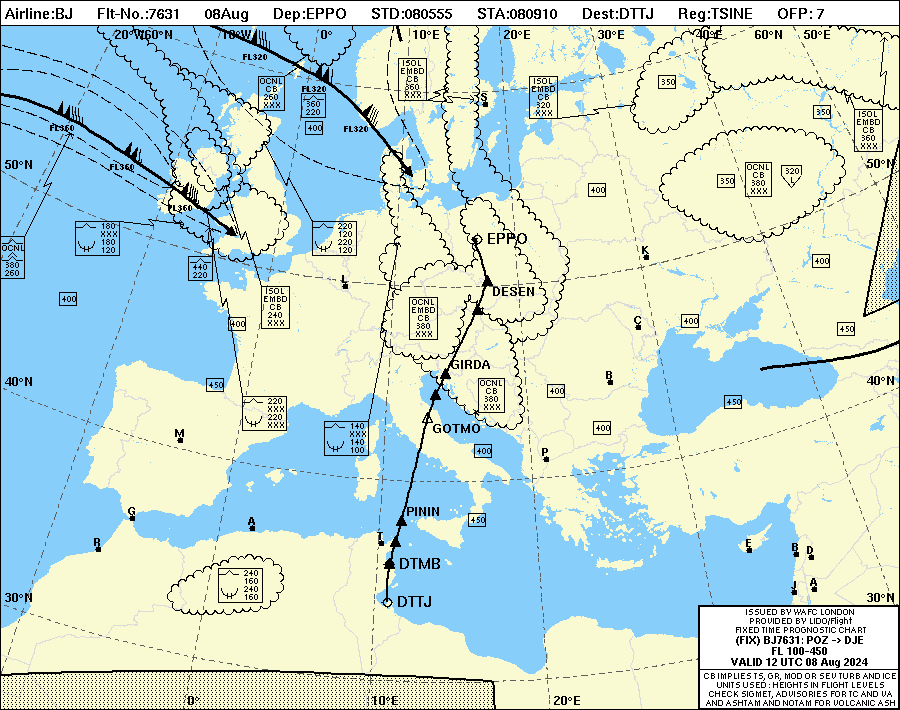 Airline:BJ Flt-No.:7631 08Aug Dep:EPPO STD:080555 STA:080910 Dest:DTTJ Reg:TSINE OFP: 7
20°W 60°N 10°W 0° 10°E 20°E 30°E 40°E 60°N 50°E
FL320
ISOL
EMBD
CB
360
XXX
OCNL
CB
260
XXX
FL320
360
220
400
FL320
S
ISOL
EMBD
CB
320
XXX
350
350
ISOL
EMBD
CB
360
XXX
FL360
FL360
FL360
50°N
50°N
OCNL
CB
380
XXX
320
L
350
400
180
XXX
180
120
220
120
220
120
OCNL
380
260
440
220
EPPO
K
400
L
DESEN
400
ISOL
EMBD
CB
240
XXX
400
OCNL
CB
380
XXX
C
400
450
GIRDA
40°N
450
OCNL
CB
380
XXX
B
400
40°N
450
220
XXX
220
XXX
GOTMO
140
XXX
140
100
M
400
400
P
G
A
PININ
450
R
T
E
B
D
DTMB
240
160
240
160
30°N
DTTJ
J
A
30°N
ISSUED BY WAFC LONDON
PROVIDED BY LIDO/Flight
FIXED TIME PROGNOSTIC CHART
(FIX) BJ7631: POZ -> DJE
FL 100-450
VALID 12 UTC 08 Aug 2024
CB IMPLIES TS, GR, MOD OR SEV TURB AND ICE
UNITS USED : HEIGHTS IN FLIGHT LEVELS
CHECK SIGMET, ADVISORIES FOR TC AND VA
AND ASHTAM AND NOTAM FOR VOLCANIC ASH
0° 10°E 20°E